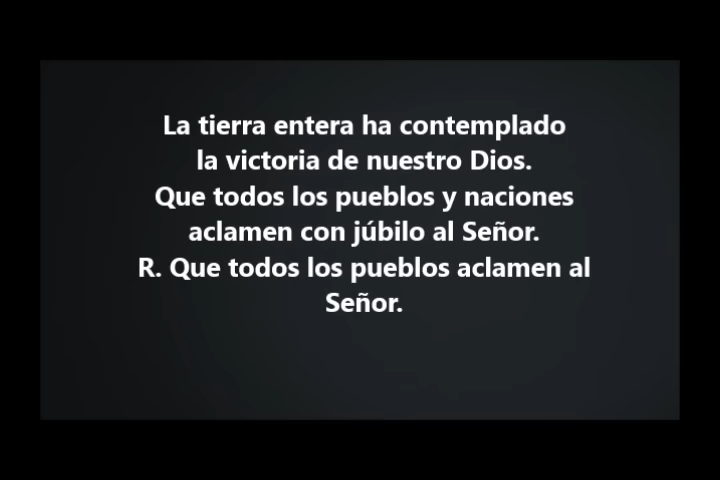 La tierra entera ha contemplado
la victoria de nuestro Dios.
Que todos los pueblos y naciones
aclamen con júbilo al Señor.
R. Que todos los pueblos aclamen al
Señor.